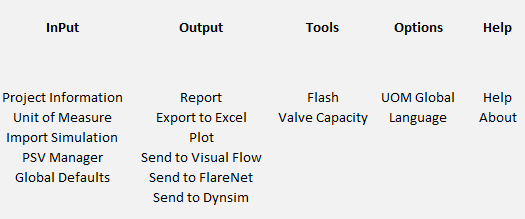 InPut Output Tools Options Help
Project Information Report Flash UOM Global Help
Unit of Measure Export to Excel Valve Capacity Language About
Import Simulation Plot
PSV Manager Send to Visual Flow
Global Defaults Send to FlareNet
Send to Dynsim